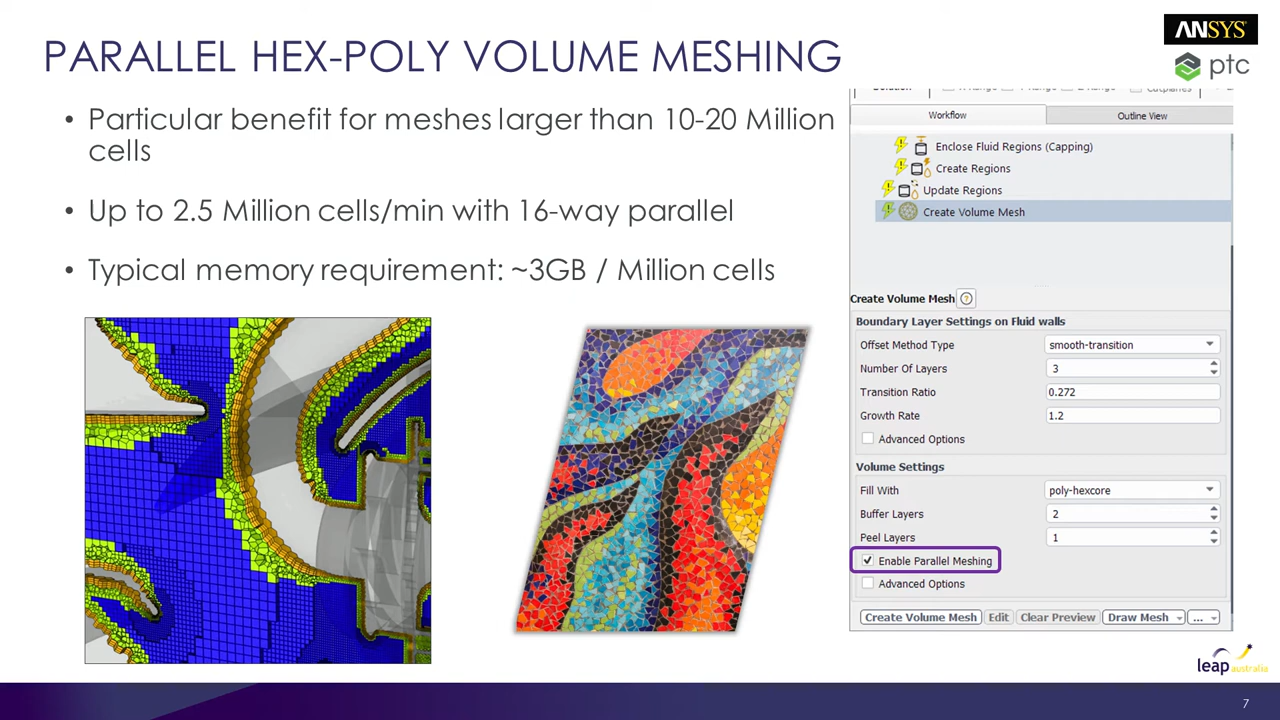 PARALLEL HEX-POLY VOLUME MESHING
ANSYS
ptc
• Particular benefit for meshes larger than 10-20 Million
cells
• Up to 2.5 Million cells/min with 16-way parallel
• Typical memory requirement: ~3GB / Million cells
Workflow
Outline View
Enclose Fluid Regions (Capping)
Create Regions
Update Regions
Create Volume Mesh
Create Volume Mesh ?
Boundary Layer Settings on Fluid walls
Offset Method Type smooth-transition
Number Of Layers 3
Transition Ratio 0.272
Growth Rate 1.2
Advanced Options
Volume Settings
Fill With poly-hexcore
Buffer Layers 2
Peel Layers 1
Enable Parallel Meshing
Advanced Options
Create Volume Mesh Edit Clear Preview Draw Mesh ...
leap australia
7